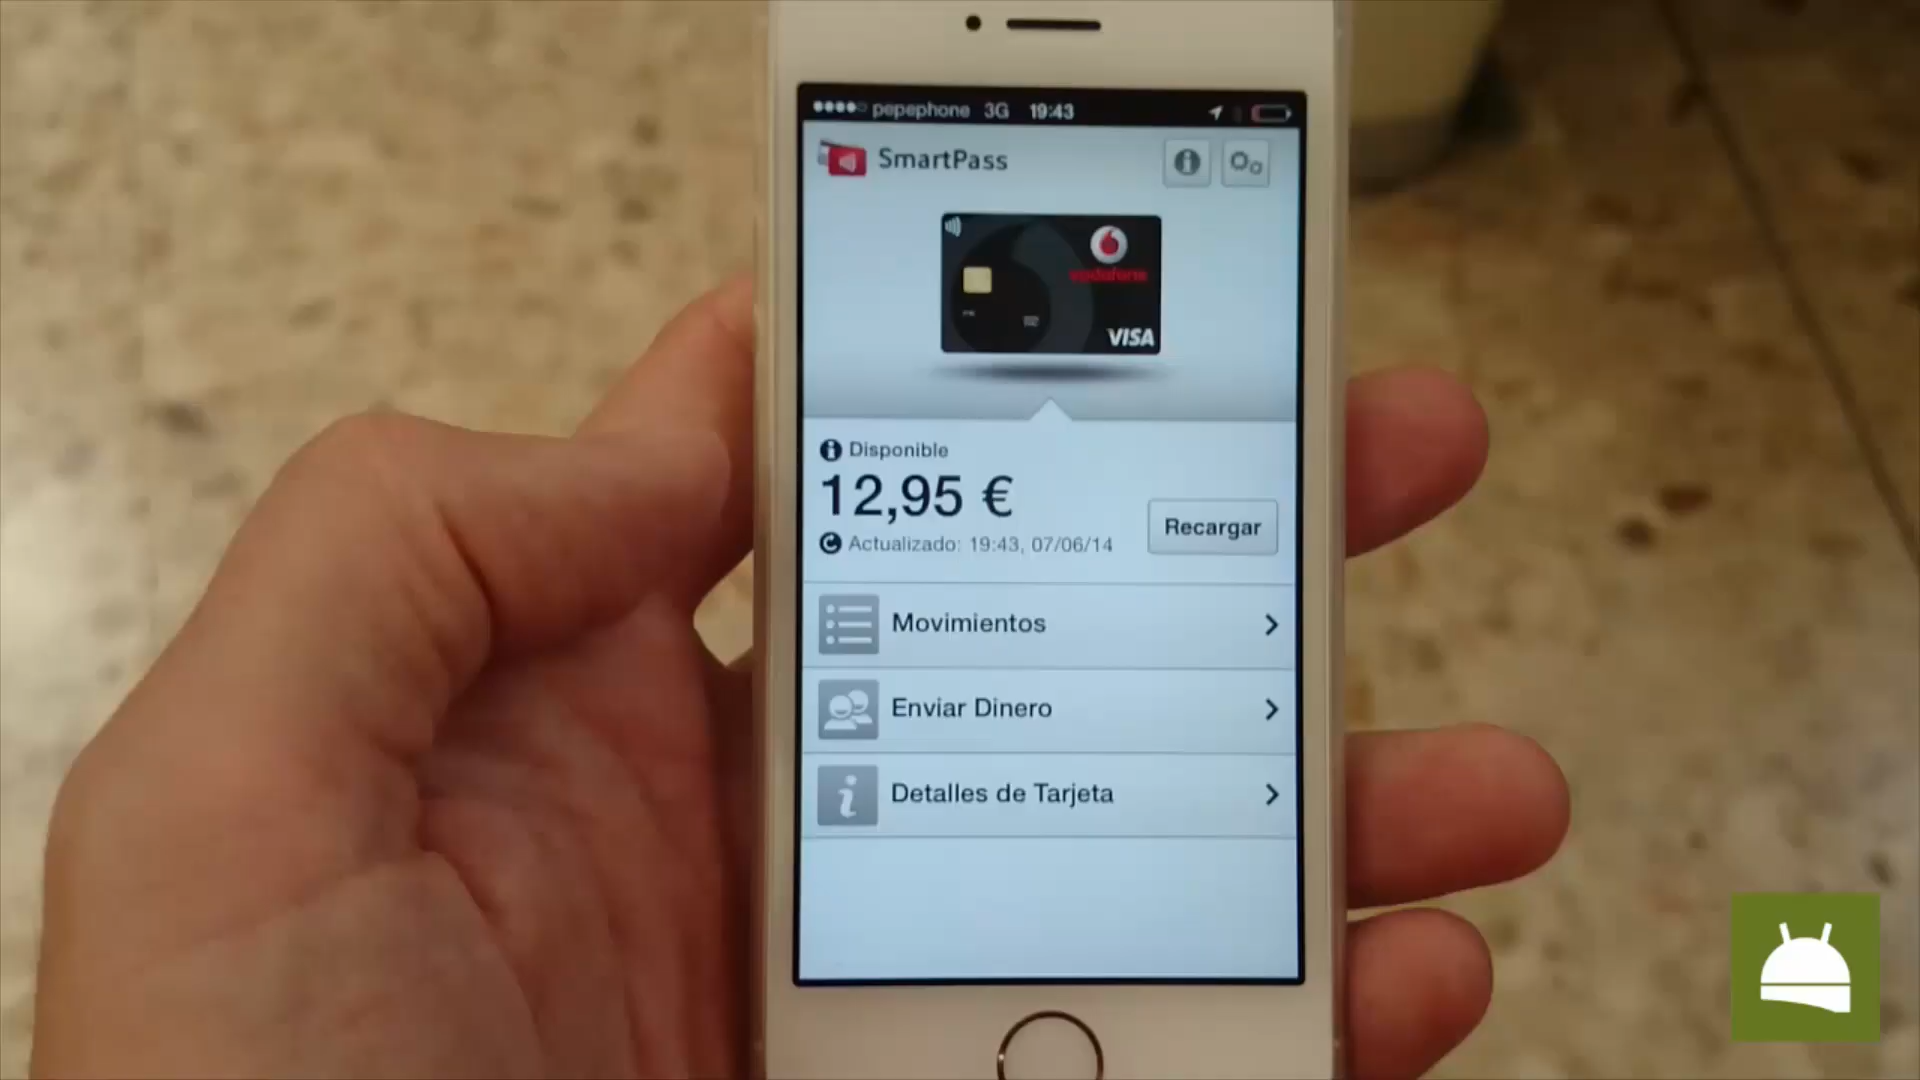 pepephone 3G 19:43
SmartPass
vodafone
VISA
Disponible
12,95 €
Recargar
Actualizado: 19:43, 07/06/14
Movimientos
Enviar Dinero
Detalles de Tarjeta